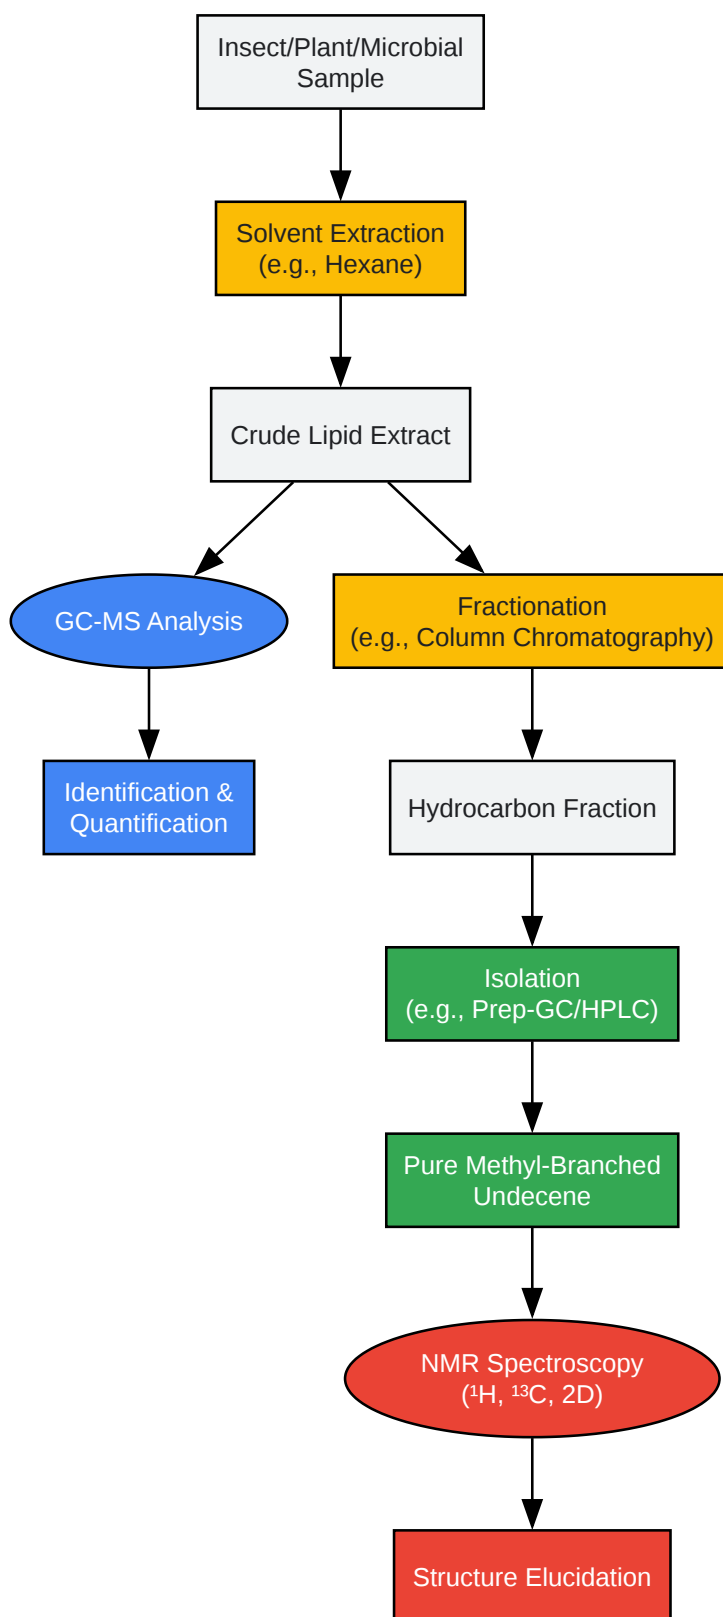 Insect/Plant/Microbial
Sample
Solvent Extraction
(e.g., Hexane)
Crude Lipid Extract
GC-MS Analysis
Fractionation
(e.g., Column Chromatography)
Identification &
Quantification
Hydrocarbon Fraction
Isolation
(e.g., Prep-GC/HPLC)
Pure Methyl-Branched
Undecene
NMR Spectroscopy
(¹H, ¹³C, 2D)
Structure Elucidation